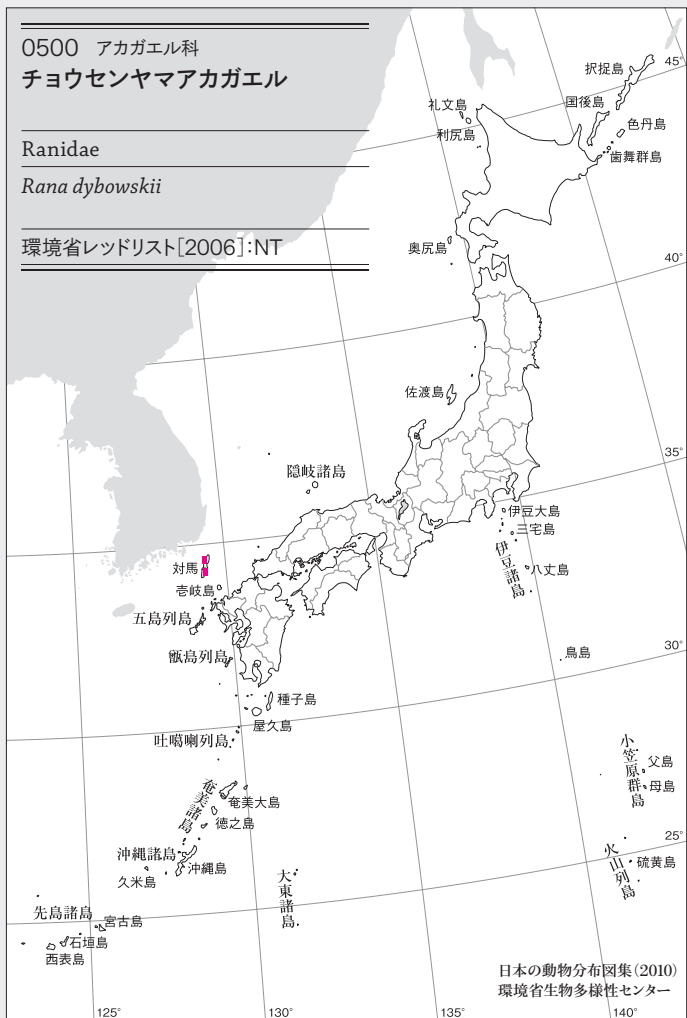 0500 アカガエル科
チョウセンヤマアカガエル
Ranidae
Rana dybowskii
環境省レッドリスト[2006]:NT
択捉島
45°
国後島
礼文島
色丹島
利尻島
歯舞群島
奥尻島
40°
佐渡島
35°
隠岐諸島
伊豆大島
三宅島
伊豆諸島
八丈島
対馬
壱岐島
五島列島
甑島列島
鳥島
30°
種子島
屋久島
吐噶喇列島
小笠原群島
父島
母島
奄美諸島
奄美大島
徳之島
25°
沖縄諸島
沖縄島
久米島
火山列島
硫黄島
大東諸島
先島諸島
宮古島
石垣島
西表島
日本の動物分布図集(2010)
環境省生物多様性センター
125°
130°
135°
140°